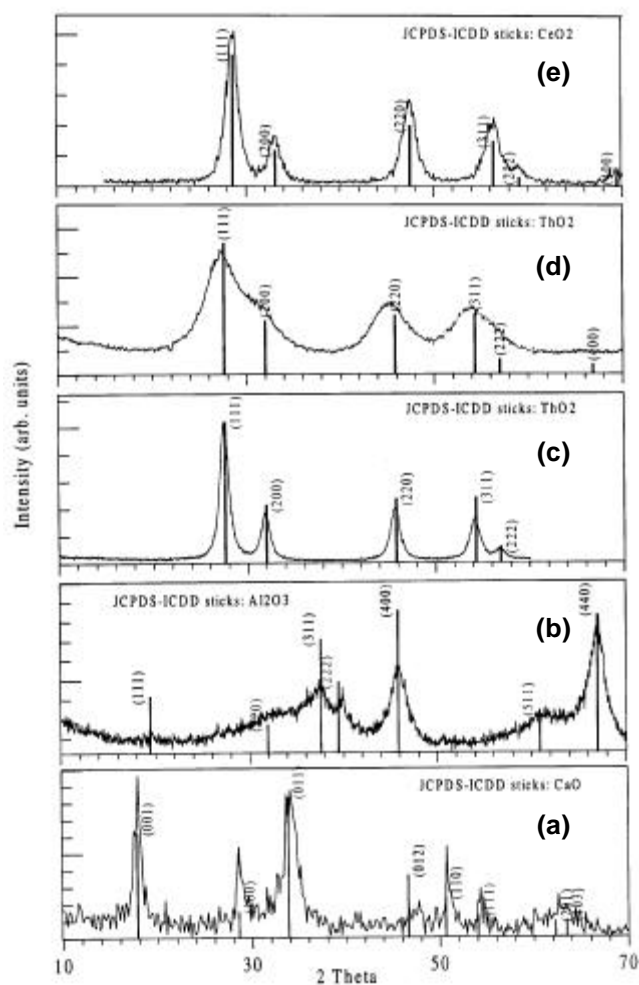 JCPDS-ICDD sticks: CeO2
(e)
(111)
(200)
(220)
(311)
(222)
JCPDS-ICDD sticks: ThO2
(d)
(111)
(200)
(220)
(311)
(222)
(400)
JCPDS-ICDD sticks: ThO2
(c)
(111)
(200)
(220)
(311)
(222)
JCPDS-ICDD sticks: Al2O3
(b)
(111)
(311)
(222)
(400)
(511)
(440)
JCPDS-ICDD sticks: CaO
(a)
(001)
(011)
(012)
(110)
10 30 50 70
2 Theta
Intensity (arb. units)